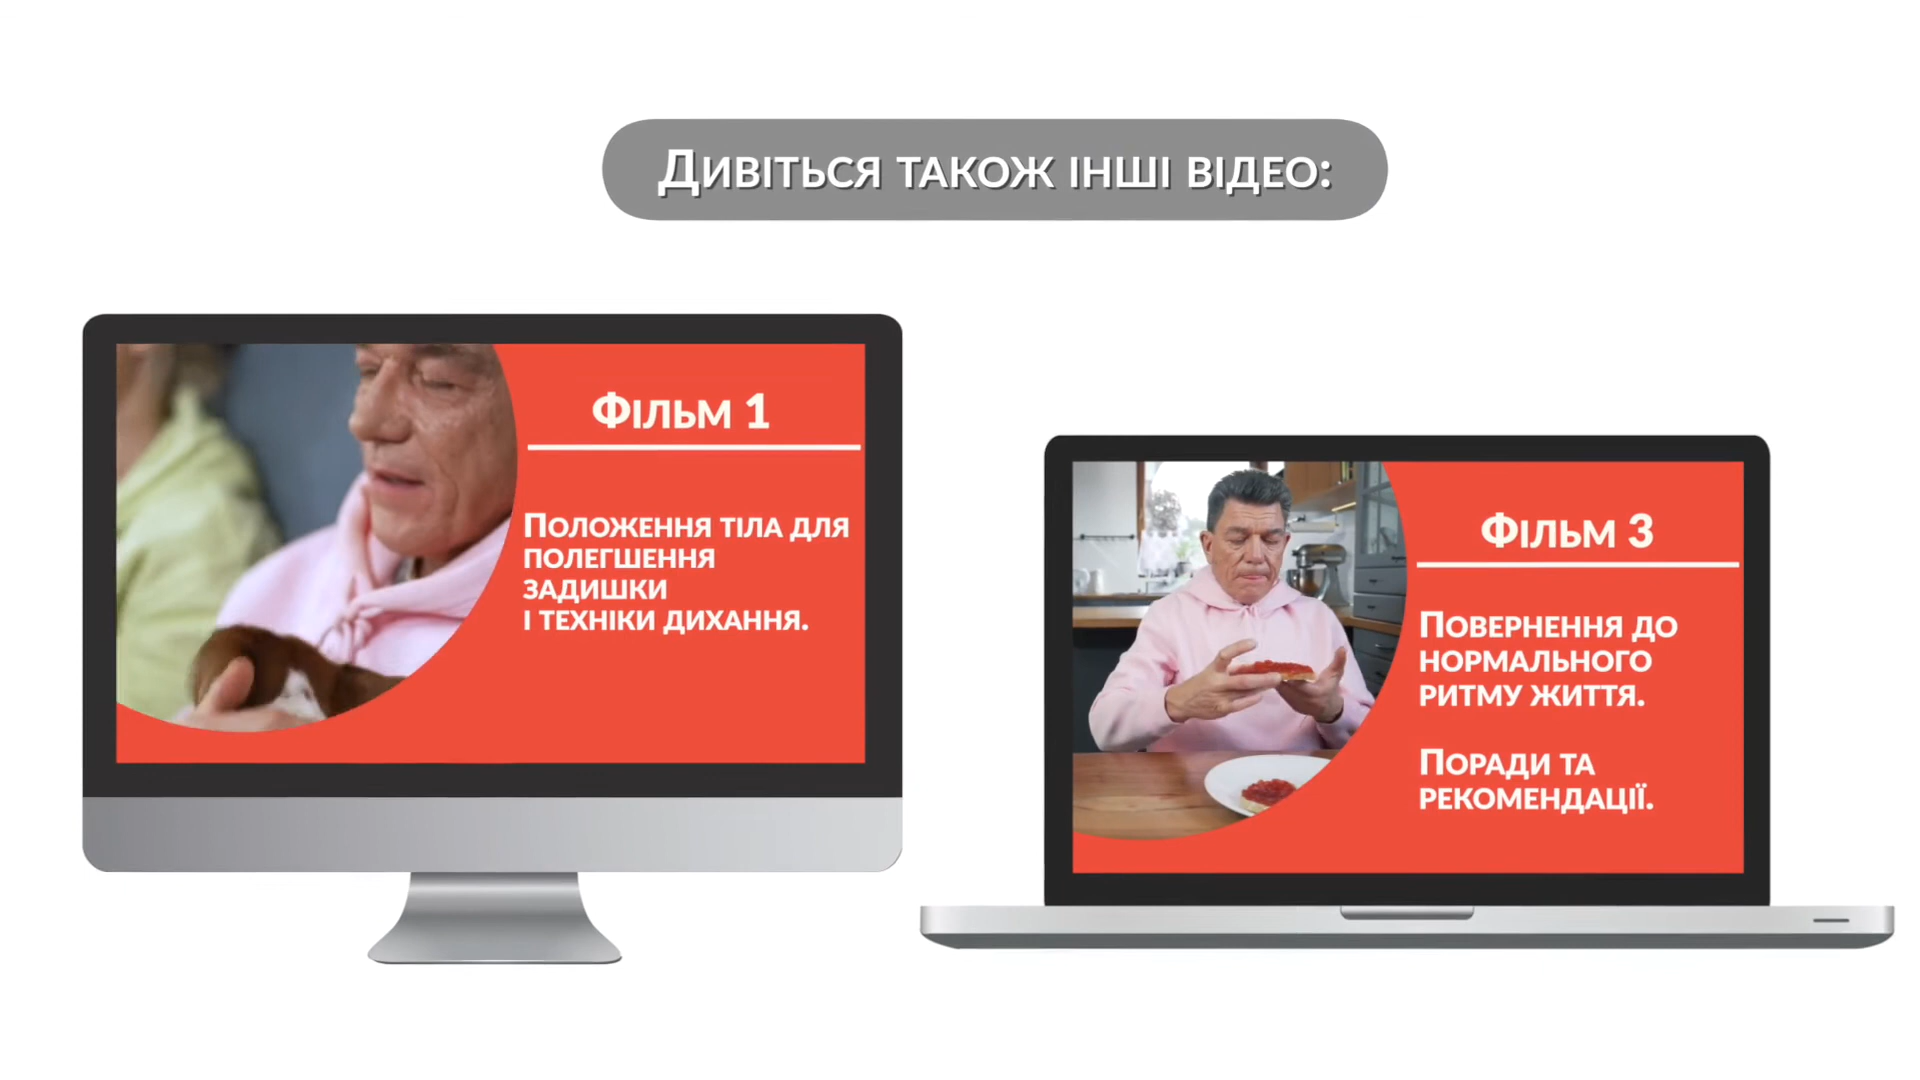 Дивіться також інші відео:
Фільм 1
Положення тіла для
полегшення
задишки
і техніки дихання.
Фільм 3
Повернення до
нормального
ритму життя.
Поради та
рекомендації.